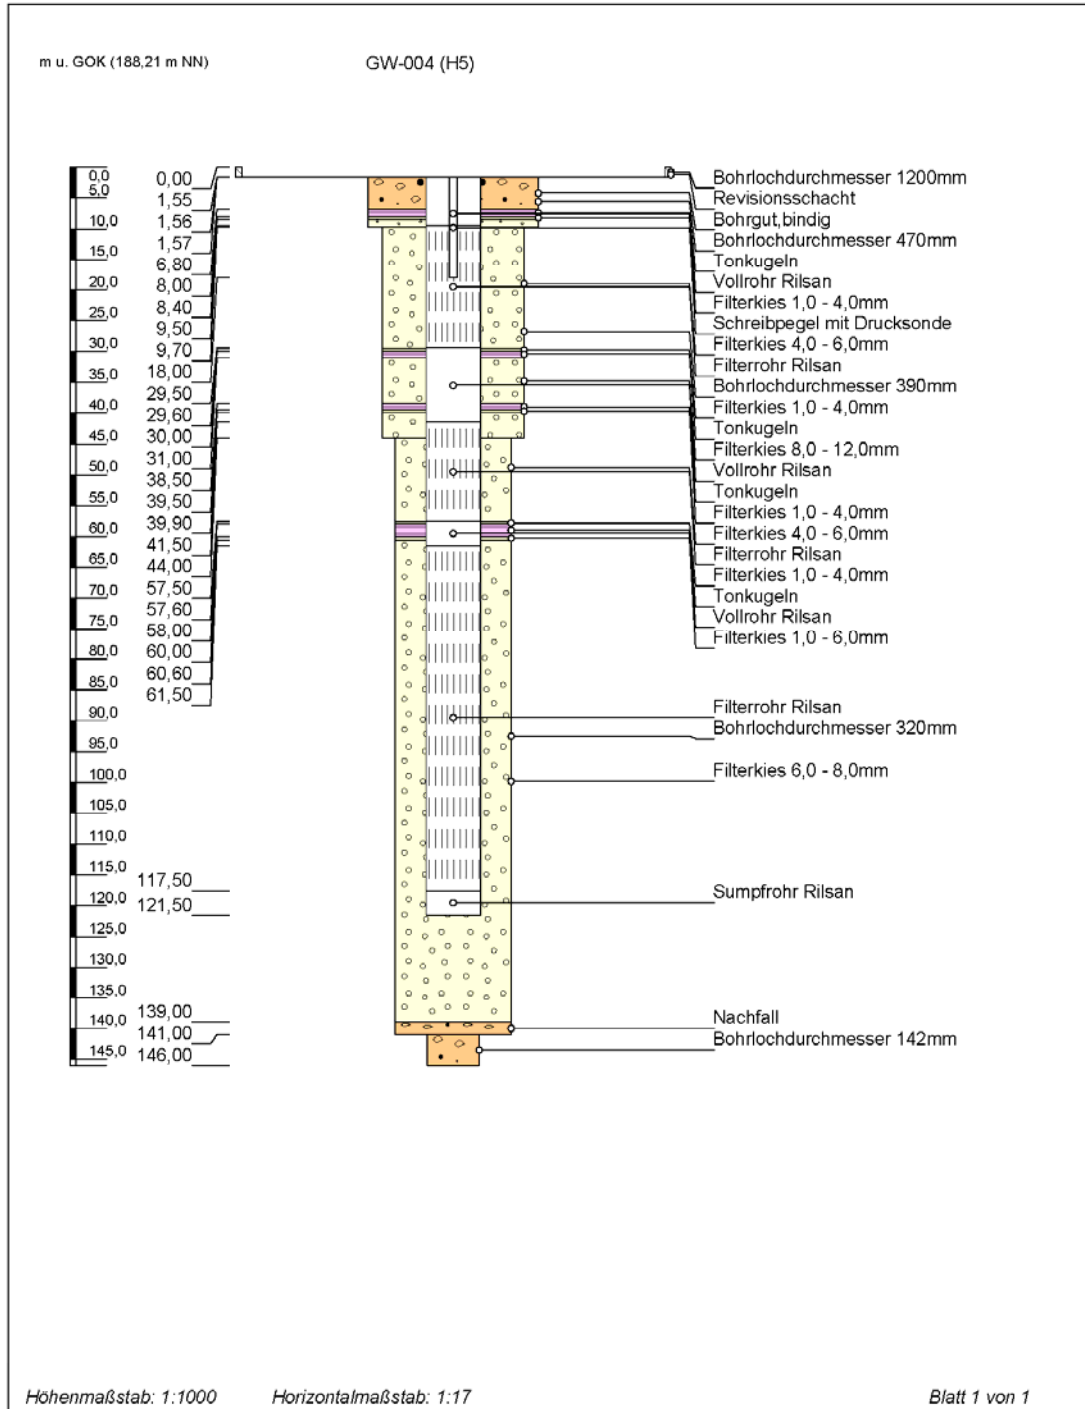 m u. GOK (188,21 m NN)
GW-004 (H5)
0,0
5,0
10,0
15,0
20,0
25,0
30,0
35,0
40,0
45,0
50,0
55,0
60,0
65,0
70,0
75,0
80,0
85,0
90,0
95,0
100,0
105,0
110,0
115,0
120,0
125,0
130,0
135,0
140,0
145,0
0,00
1,55
1,56
1,57
6,80
8,00
8,40
9,50
9,70
18,00
29,50
29,60
30,00
31,00
38,50
39,50
39,90
41,50
44,00
57,50
57,60
58,00
60,00
60,60
61,50
117,50
121,50
139,00
141,00
146,00
Bohrlochdurchmesser 1200mm
Revisionsschacht
Bohrgut,bindig
Bohrlochdurchmesser 470mm
Tonkugeln
Vollrohr Rilsan
Filterkies 1,0 - 4,0mm
Schreibpegel mit Drucksonde
Filterkies 4,0 - 6,0mm
Filterrohr Rilsan
Bohrlochdurchmesser 390mm
Filterkies 1,0 - 4,0mm
Tonkugeln
Filterkies 8,0 - 12,0mm
Vollrohr Rilsan
Tonkugeln
Filterkies 1,0 - 4,0mm
Filterkies 4,0 - 6,0mm
Filterrohr Rilsan
Filterkies 1,0 - 4,0mm
Tonkugeln
Vollrohr Rilsan
Filterkies 1,0 - 6,0mm
Filterrohr Rilsan
Bohrlochdurchmesser 320mm
Filterkies 6,0 - 8,0mm
Sumpfrohr Rilsan
Nachfall
Bohrlochdurchmesser 142mm
Höhenmaßstab: 1:1000
Horizontalmaßstab: 1:17
Blatt 1 von 1